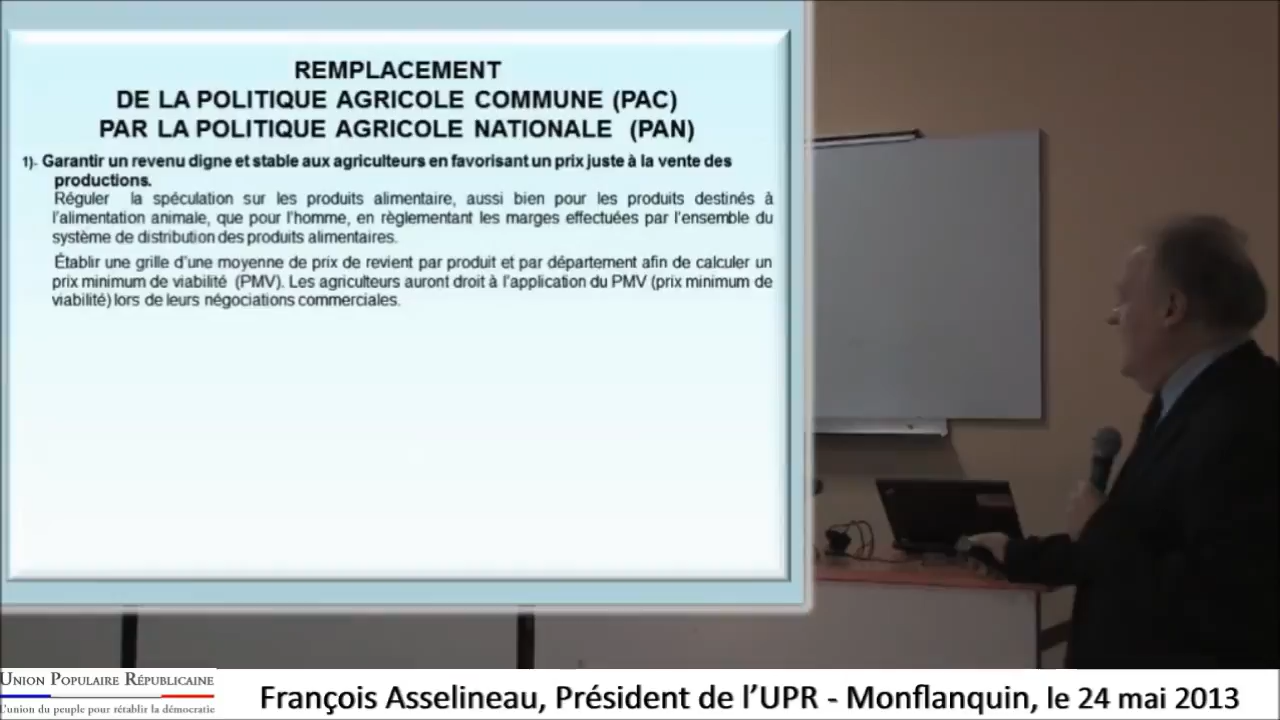 REMPLACEMENT
DE LA POLITIQUE AGRICOLE COMMUNE (PAC)
PAR LA POLITIQUE AGRICOLE NATIONALE (PAN)
1)- Garantir un revenu digne et stable aux agriculteurs en favorisant un prix juste à la vente des
productions.
Réguler la spéculation sur les produits alimentaire, aussi bien pour les produits destinés à
l'alimentation animale, que pour l'homme, en règlementant les marges effectuées par l'ensemble du
système de distribution des produits alimentaires.
Établir une grille d'une moyenne de prix de revient par produit et par département afin de calculer un
prix minimum de viabilité (PMV). Les agriculteurs auront droit à l'application du PMV (prix minimum de
viabilité) lors de leurs négociations commerciales.
UNION POPULAIRE RÉPUBLICAINE
L'union du peuple pour rétablir la démocratie
François Asselineau, Président de l'UPR - Monflanquin, le 24 mai 2013